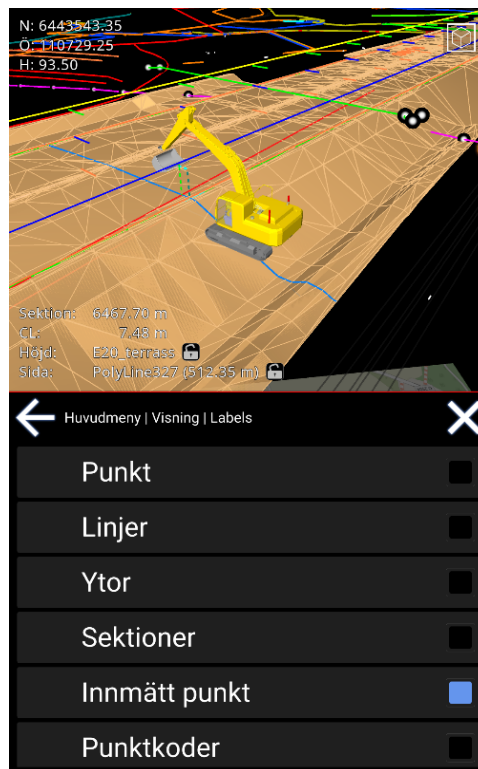 N: 6443543.35
Ö: 110729.25
H: 93.50
Sektion: 6467.70 m
CL: 7.48 m
Höjd: E20_terrass
Sida: PolyLine327 (512.35 m)
Huvudmeny | Visning | Labels
Punkt
Linjer
Ytor
Sektioner
Innmätt punkt
Punktkoder